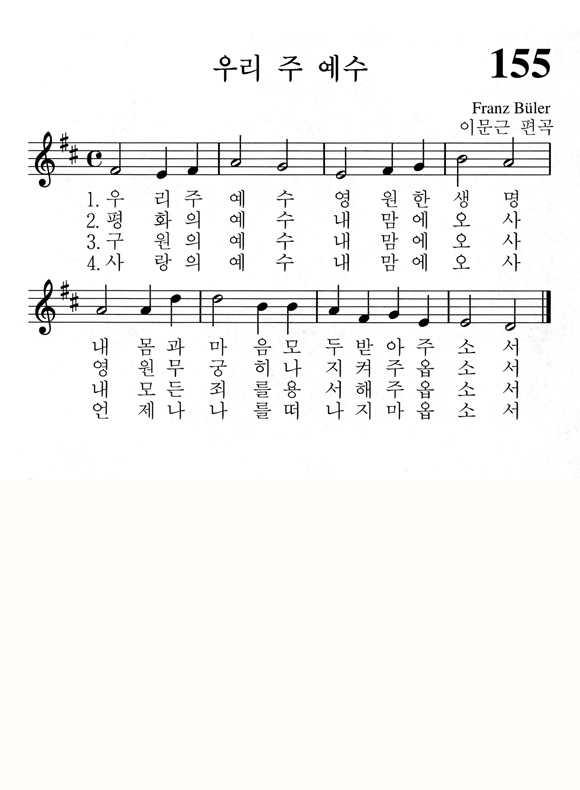 우리 주 예수 155
Franz Büler
이문근 편곡
1. 우 리 주 예 수 영 원 한 생 명
2. 평 화 의 예 수 내 맘 에 오 사
3. 구 원 의 예 수 내 맘 에 오 사
4. 사 랑 의 예 수 내 맘 에 오 사
내 몸 과 마 음 모 두 받 아 주 소 서
영 원 무 궁 히 나 지 켜 주 옵 소 서
내 모 든 죄 를 용 서 해 주 옵 소 서
언 제 나 나 를 떠 나 지 마 옵 소 서